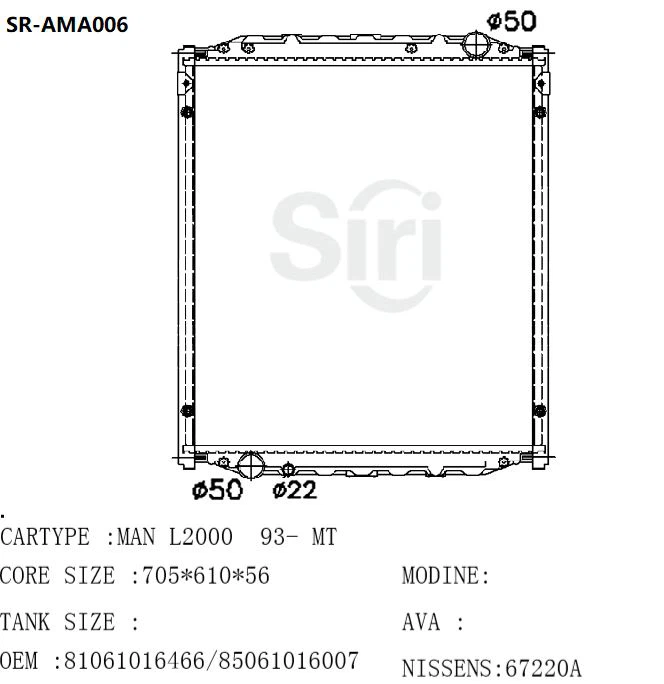 SR-AMA006
ø50
Siri
ø50 ø22
CARTYPE :MAN L2000 93- MT
CORE SIZE :705*610*56 MODINE:
TANK SIZE : AVA :
OEM :81061016466/85061016007 NISSENS:67220A